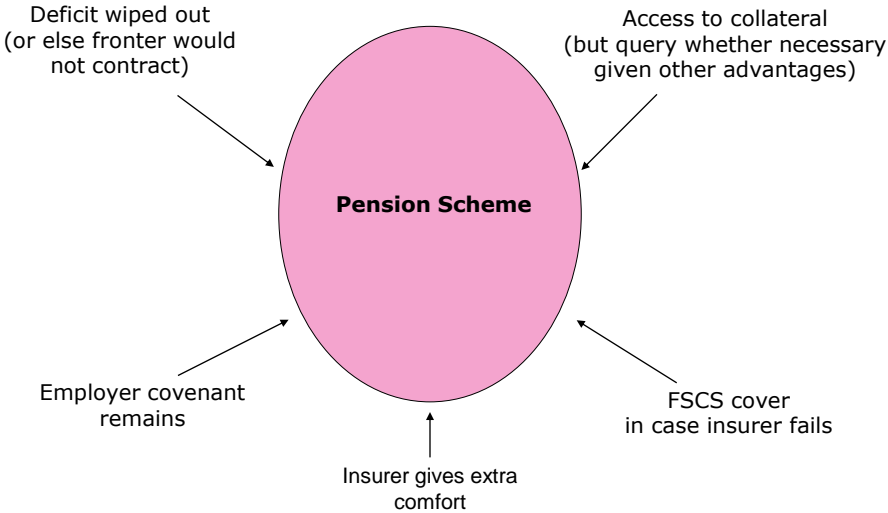 Deficit wiped out
(or else fronter would
not contract)
Access to collateral
(but query whether necessary
given other advantages)
Pension Scheme
Employer covenant
remains
FSCS cover
in case insurer fails
Insurer gives extra
comfort